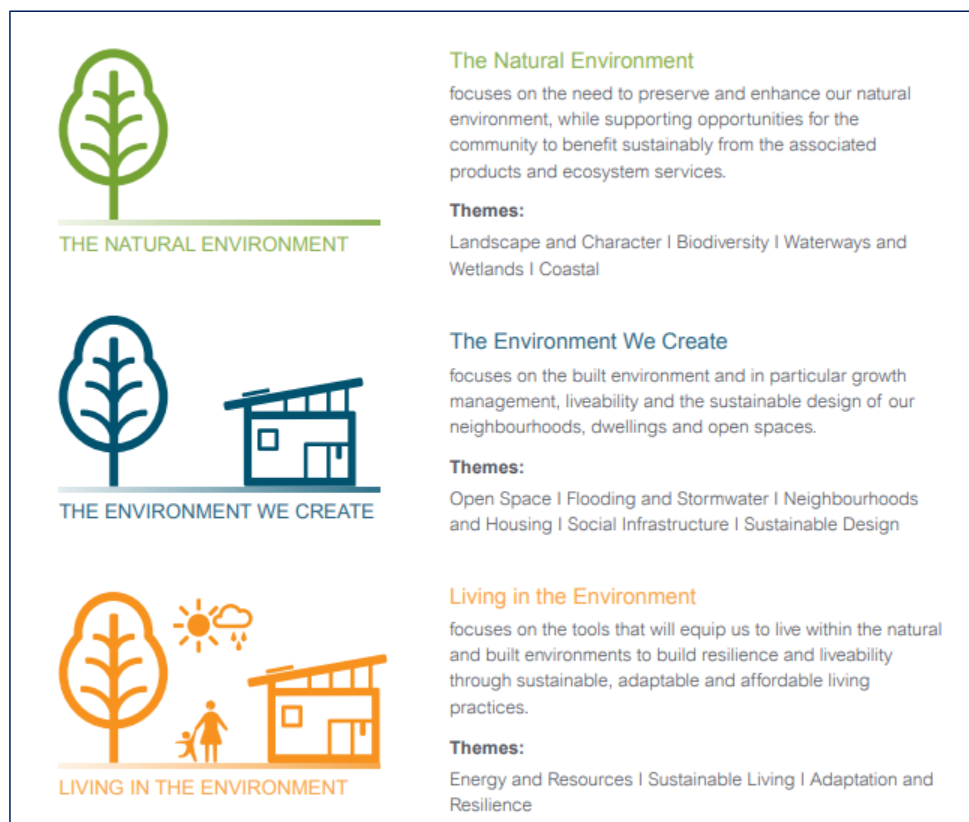 The Natural Environment
focuses on the need to preserve and enhance our natural
environment, while supporting opportunities for the
community to benefit sustainably from the associated
products and ecosystem services.
Themes:
Landscape and Character I Biodiversity I Waterways and
Wetlands I Coastal
THE NATURAL ENVIRONMENT
The Environment We Create
focuses on the built environment and in particular growth
management, liveability and the sustainable design of our
neighbourhoods, dwellings and open spaces.
Themes:
Open Space I Flooding and Stormwater I Neighbourhoods
and Housing I Social Infrastructure I Sustainable Design
THE ENVIRONMENT WE CREATE
Living in the Environment
focuses on the tools that will equip us to live within the natural
and built environments to build resilience and liveability
through sustainable, adaptable and affordable living
practices.
Themes:
Energy and Resources I Sustainable Living I Adaptation and
Resilience
LIVING IN THE ENVIRONMENT